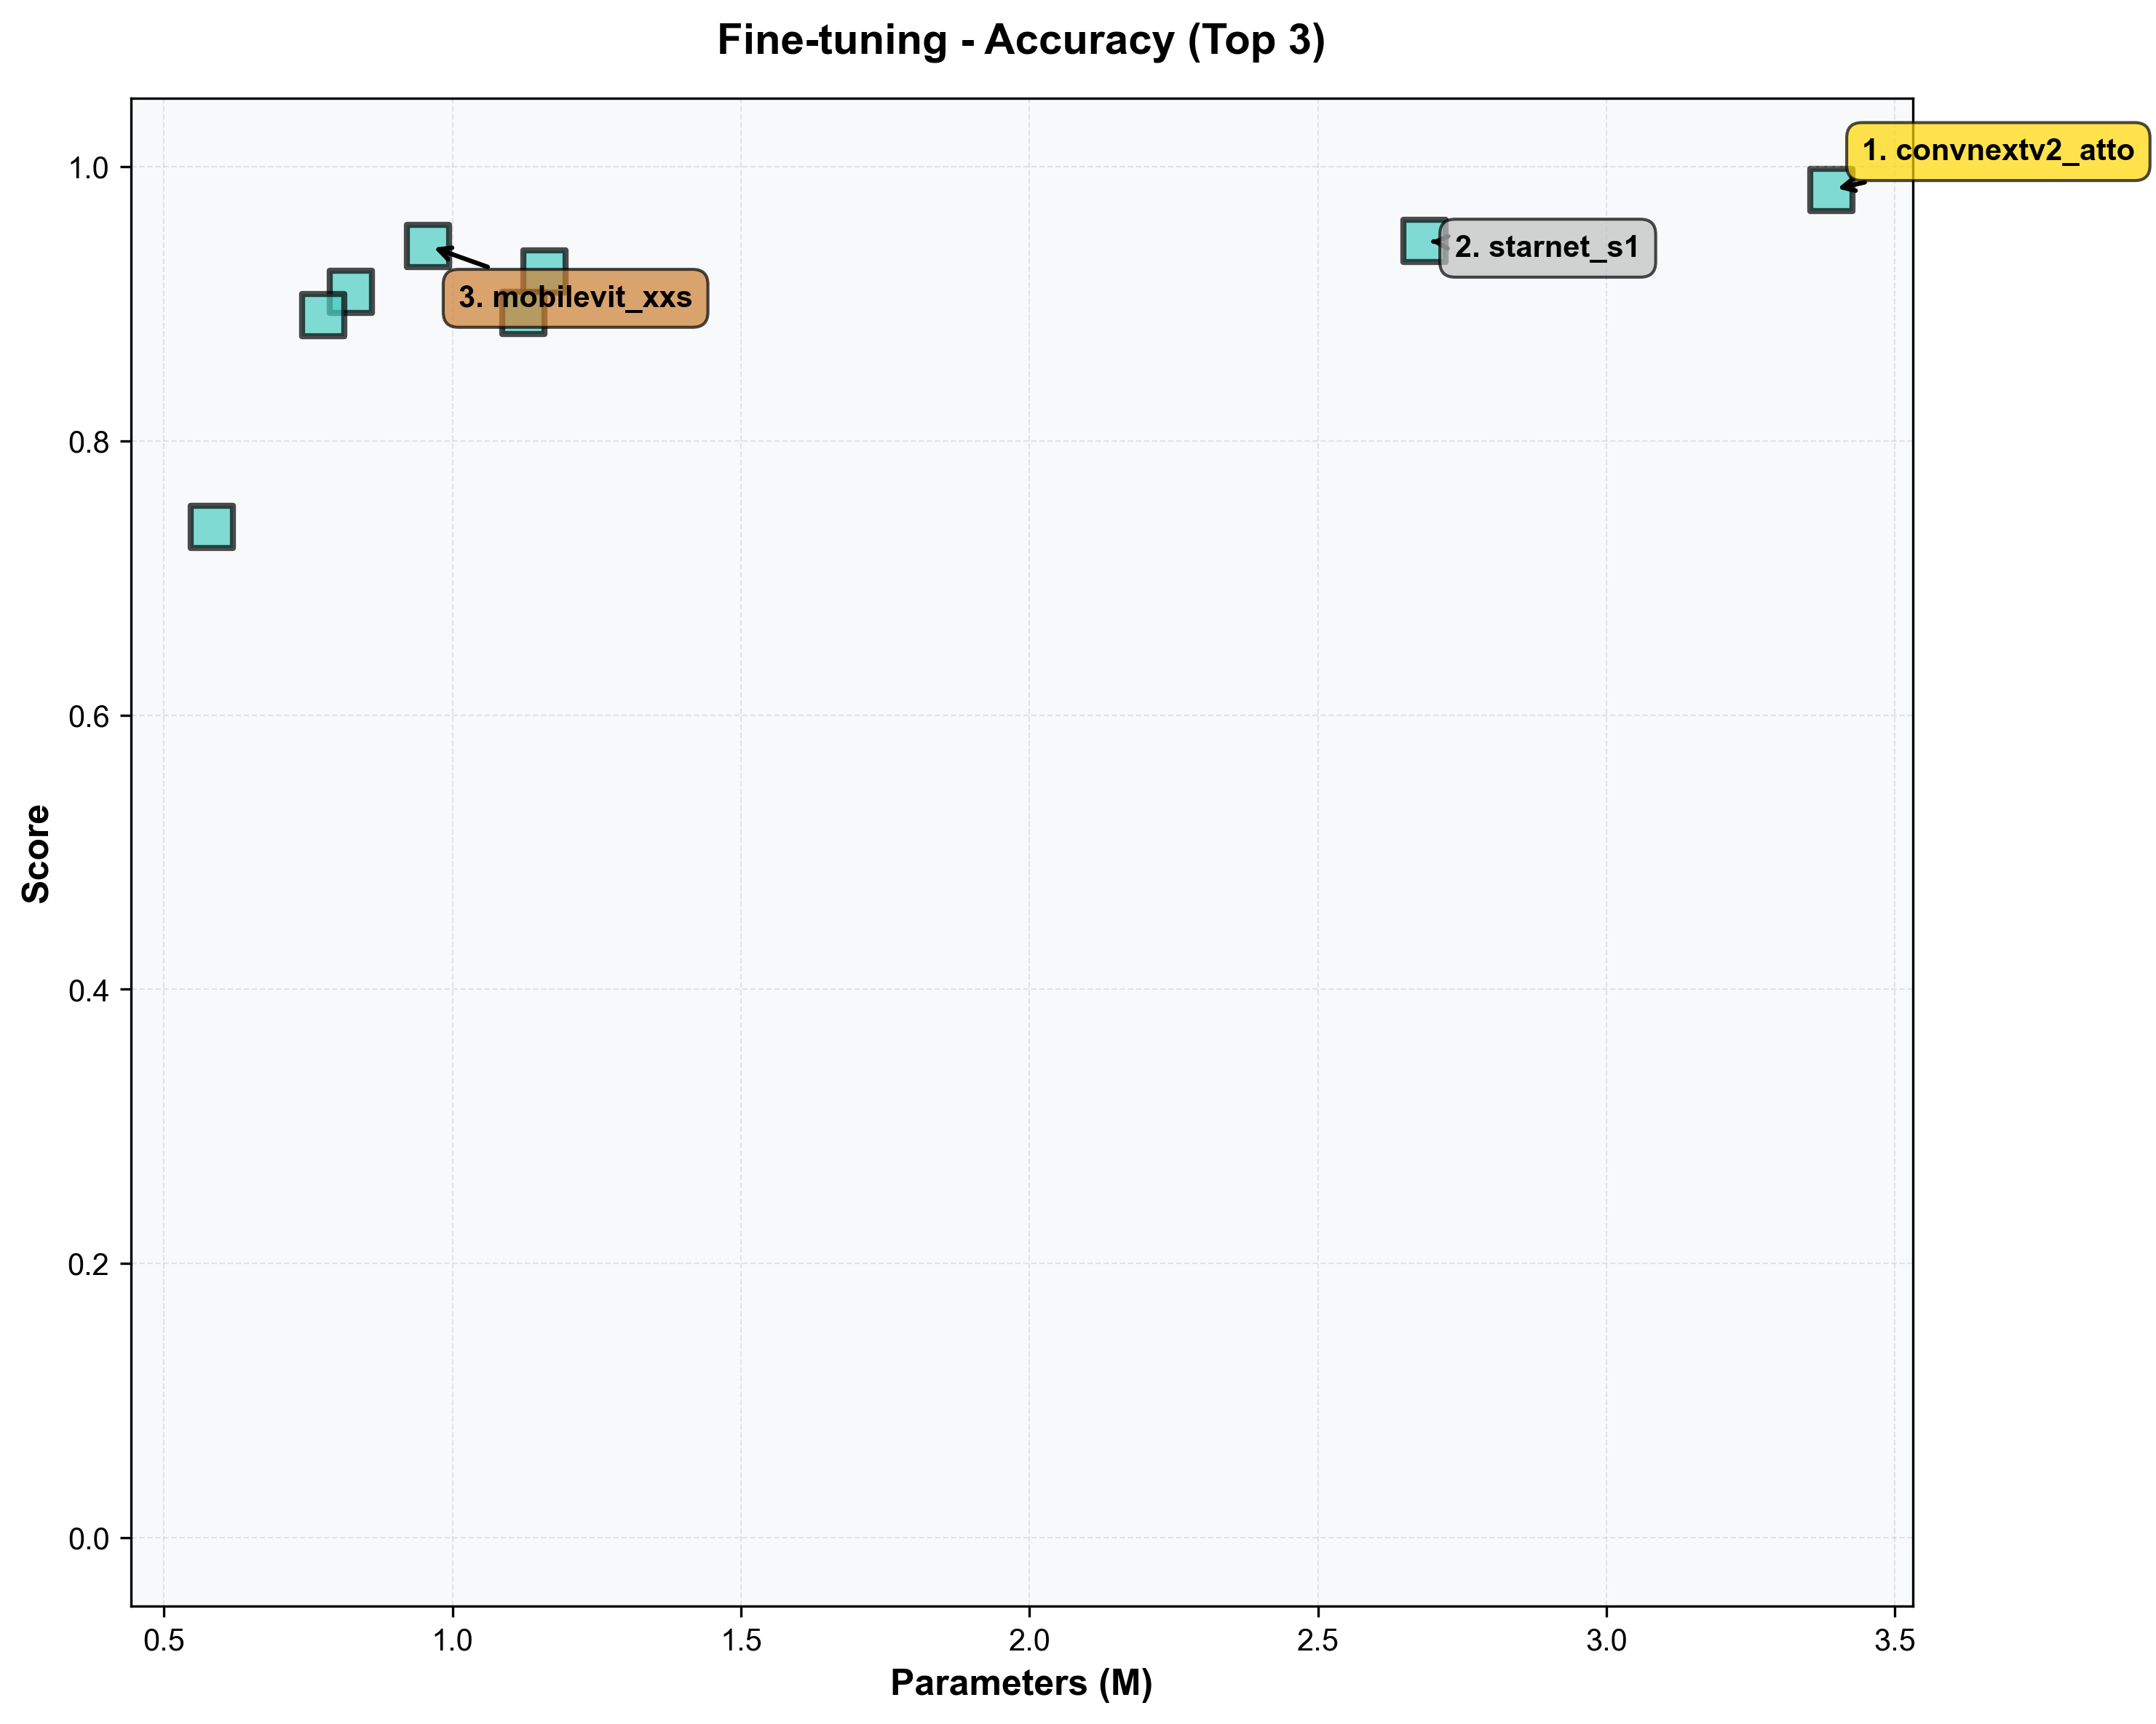 Fine-tuning - Accuracy (Top 3)
1. convnextv2_atto
2. starnet_s1
3. mobilevit_xxs
Score
1.0
0.8
0.6
0.4
0.2
0.0
0.5 1.0 1.5 2.0 2.5 3.0 3.5
Parameters (M)